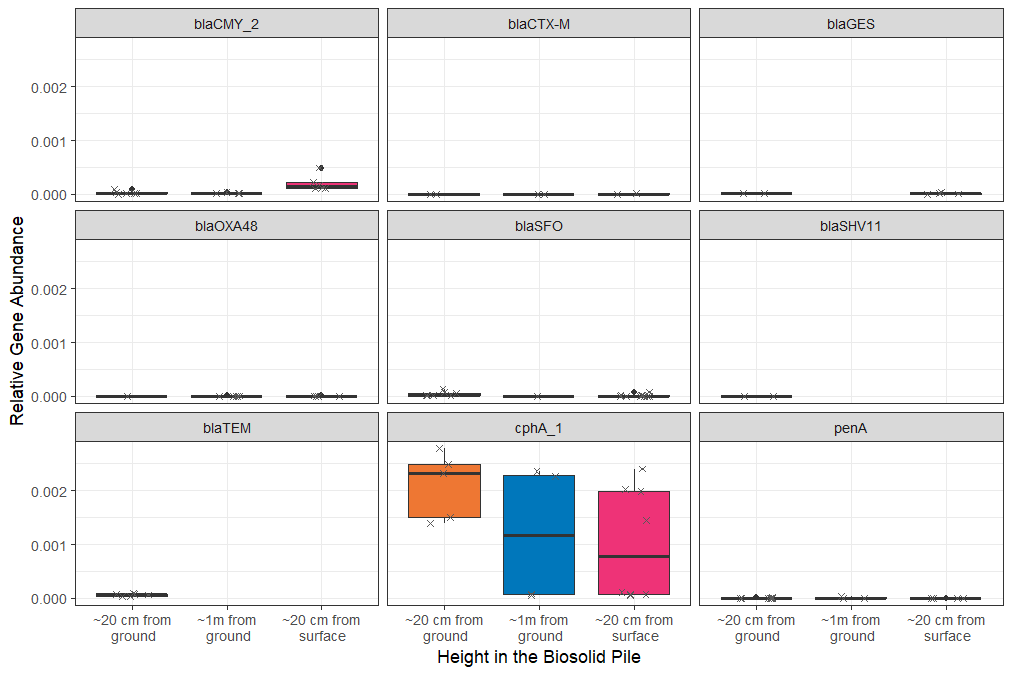 blaCMY_2 blaCTX-M blaGES
0.002
0.001
0.000
blaOXA48 blaSFO blaSHV11
0.002
0.001
0.000
blaTEM cphA_1 penA
0.002
0.001
0.000
~20 cm from ~1m from ~20 cm from ~20 cm from ~1m from ~20 cm from ~20 cm from ~1m from ~20 cm from
ground ground surface ground ground surface ground ground surface
Height in the Biosolid Pile
Relative Gene Abundance